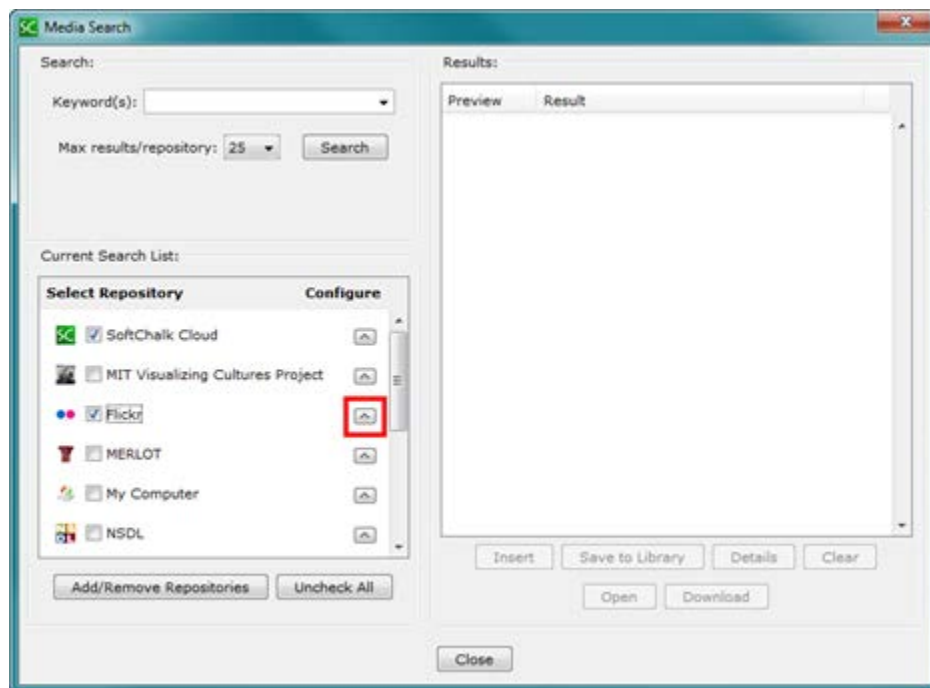 SC Media Search
Search:
Keyword(s):
Max results/repository: 25 Search
Current Search List:
Select Repository Configure
SC SoftChalk Cloud
MIT Visualizing Cultures Project
Flickr
MERLOT
My Computer
NSDL
Add/Remove Repositories Uncheck All
Results:
Preview Result
Insert Save to Library Details Clear
Open Download
Close